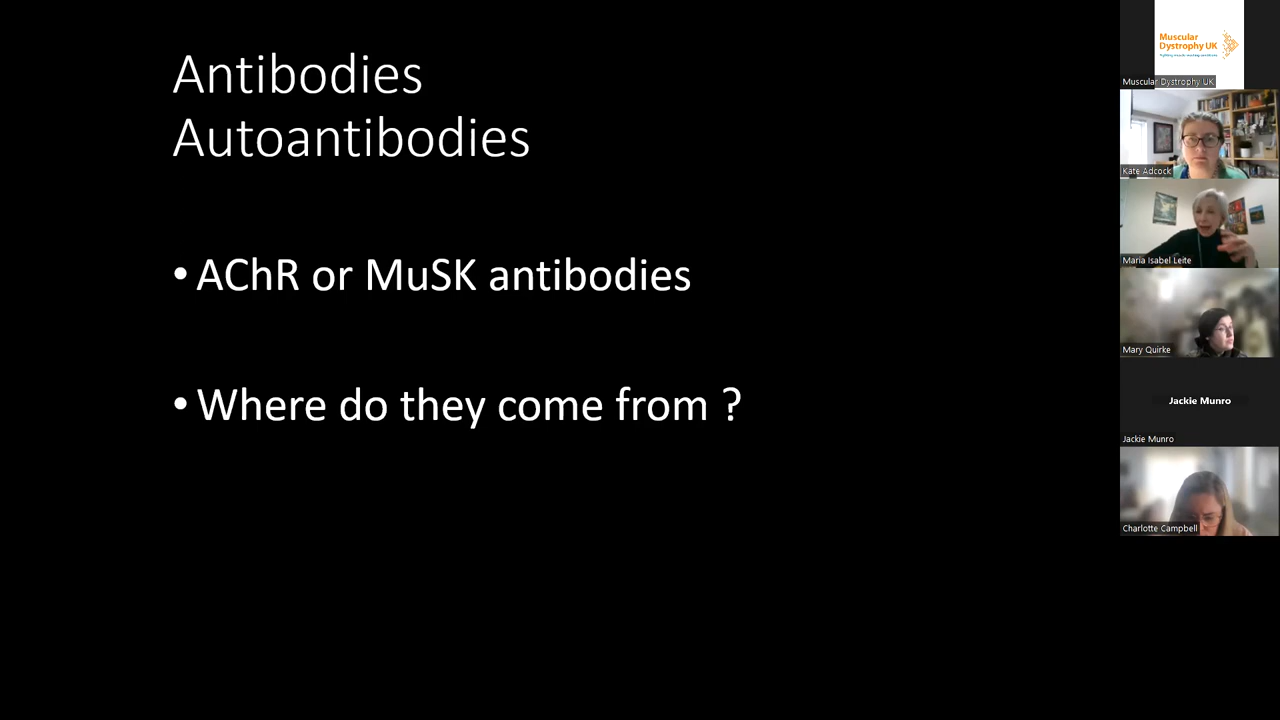 Antibodies
Autoantibodies
• AChR or MuSK antibodies
• Where do they come from ?
Muscular
Dystrophy UK
Muscular Dystrophy UK
Kate Adcock
Maria Isabel Leite
Mary Quirke
Jackie Munro
Jackie Munro
Charlotte Campbell